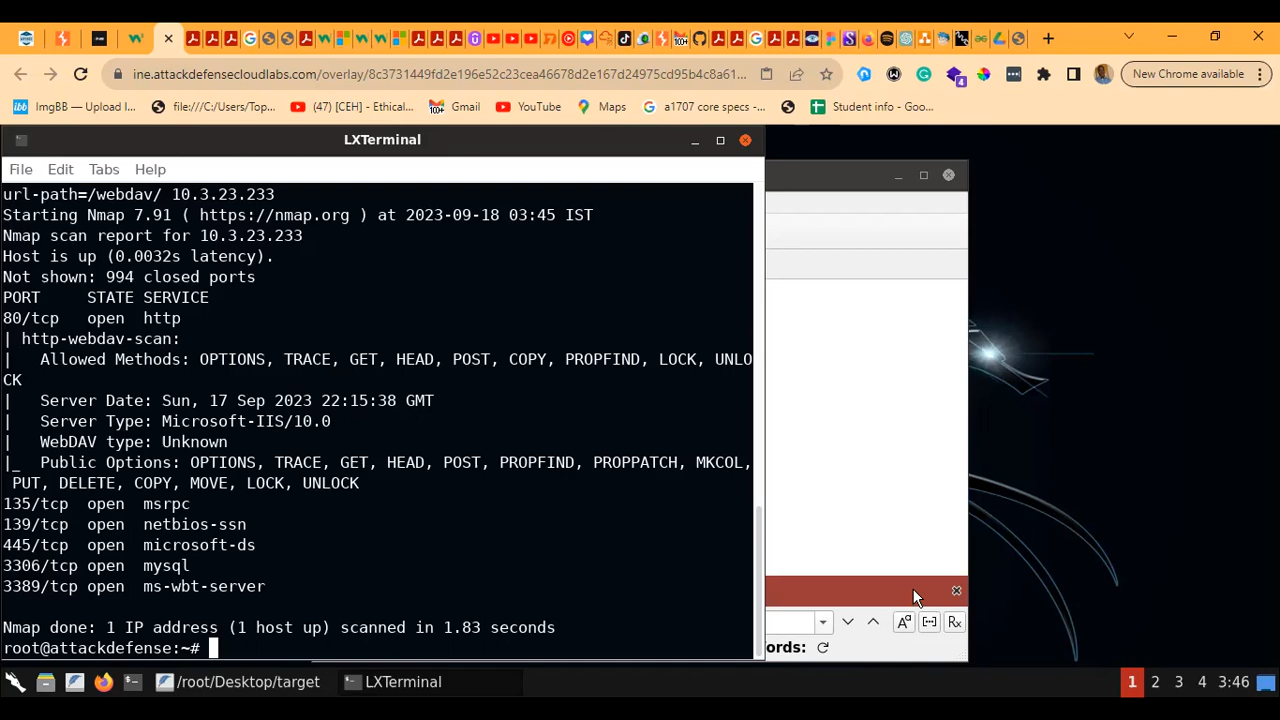 ine.attackdefensecloudlabs.com/overlay/8c3731449fd2e196e52c23cea46678d2e167d24975cd95b4c8a61...
New Chrome available
ImgBB — Upload I...
file:///C:/Users/Top...
(47) [CEH] - Ethical...
Gmail
YouTube
Maps
a1707 core specs -...
Student info - Goo...
LXTerminal
File Edit Tabs Help
url-path=/webdav/ 10.3.23.233
Starting Nmap 7.91 ( https://nmap.org ) at 2023-09-18 03:45 IST
Nmap scan report for 10.3.23.233
Host is up (0.0032s latency).
Not shown: 994 closed ports
PORT     STATE SERVICE
80/tcp   open  http
| http-webdav-scan:
|   Allowed Methods: OPTIONS, TRACE, GET, HEAD, POST, COPY, PROPFIND, LOCK, UNLO
CK
|   Server Date: Sun, 17 Sep 2023 22:15:38 GMT
|   Server Type: Microsoft-IIS/10.0
|   WebDAV type: Unknown
|_  Public Options: OPTIONS, TRACE, GET, HEAD, POST, PROPFIND, PROPPATCH, MKCOL,
PUT, DELETE, COPY, MOVE, LOCK, UNLOCK
135/tcp  open  msrpc
139/tcp  open  netbios-ssn
445/tcp  open  microsoft-ds
3306/tcp open  mysql
3389/tcp open  ms-wbt-server
Nmap done: 1 IP address (1 host up) scanned in 1.83 seconds
root@attackdefense:~#
ords:
/root/Desktop/target
LXTerminal
1 2 3 4 3:46